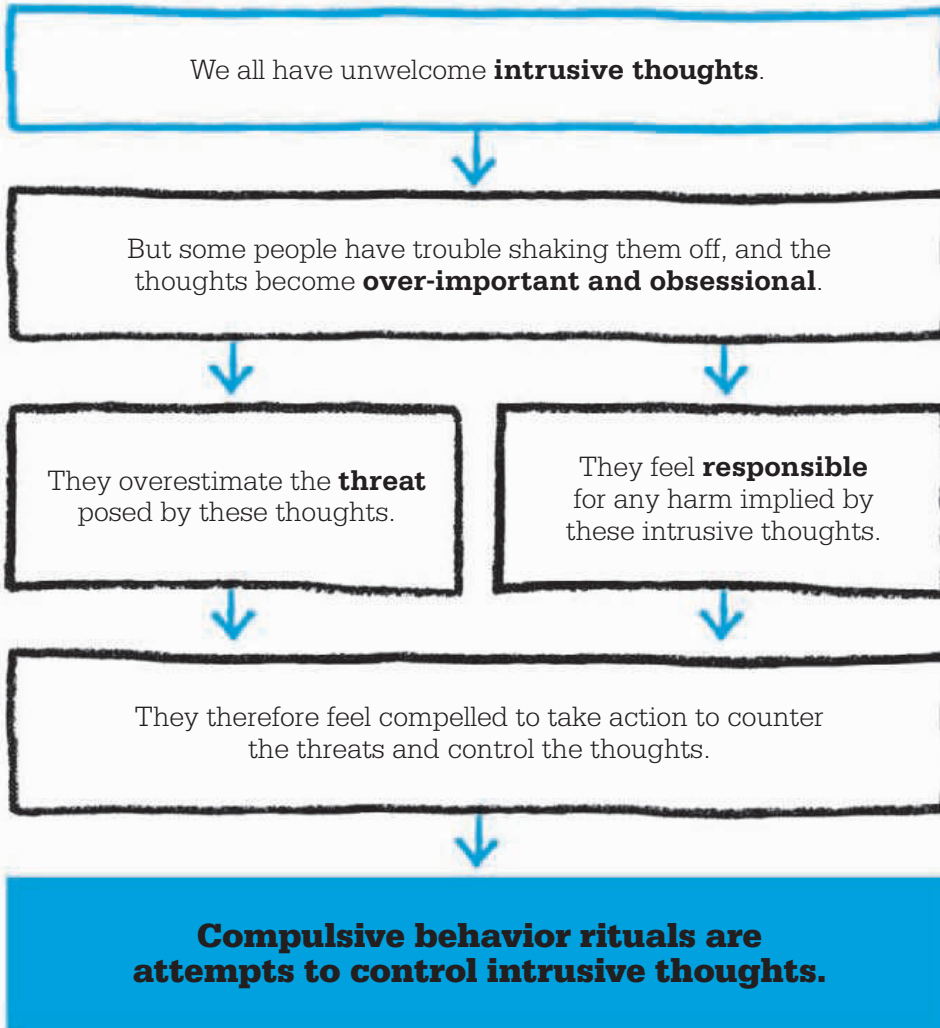 We all have unwelcome intrusive thoughts.
But some people have trouble shaking them off, and the
thoughts become over-important and obsessional.
They overestimate the threat
posed by these thoughts.
They feel responsible
for any harm implied by
these intrusive thoughts.
They therefore feel compelled to take action to counter
the threats and control the thoughts.
Compulsive behavior rituals are
attempts to control intrusive thoughts.